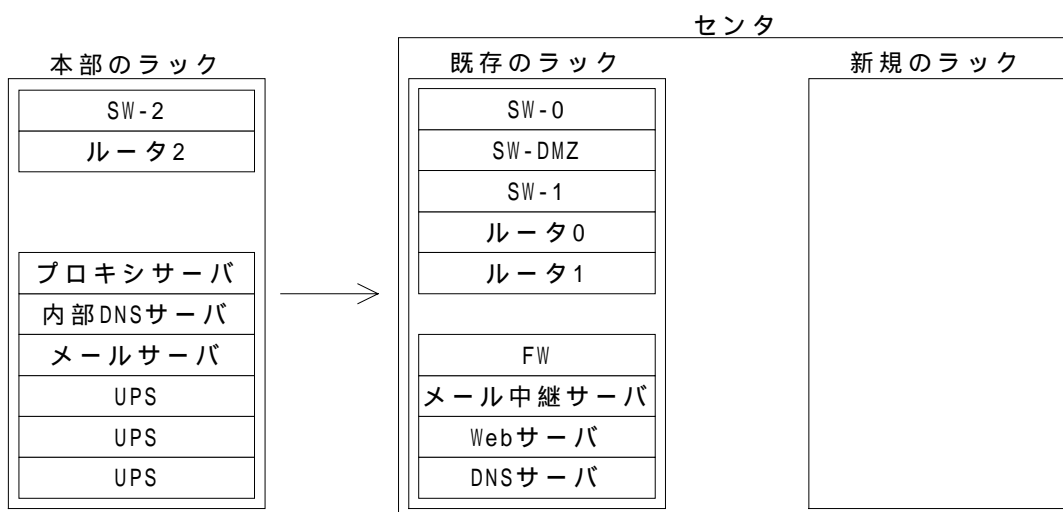 センタ
本部のラック
SW-2
ルータ2
プロキシサーバ
内部DNSサーバ
メールサーバ
UPS
UPS
UPS
既存のラック
SW-0
SW-DMZ
SW-1
ルータ0
ルータ1
FW
メール中継サーバ
Webサーバ
DNSサーバ
新規のラック